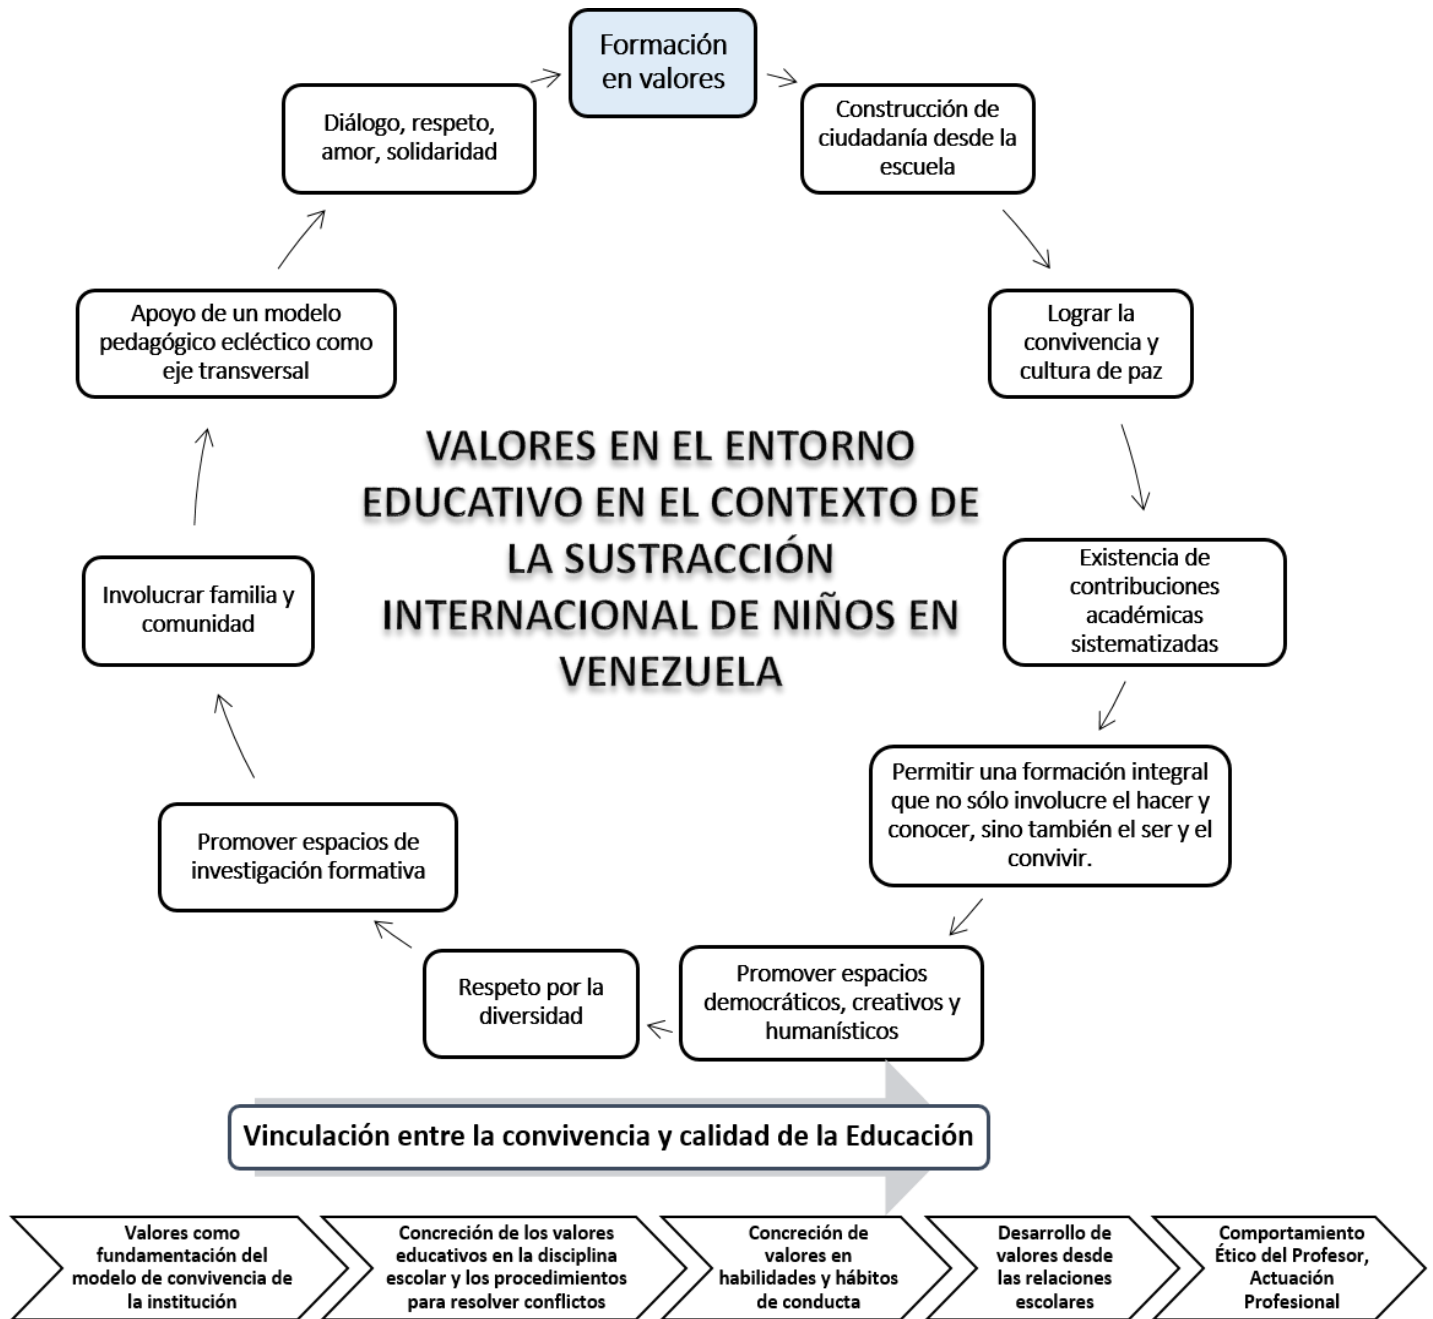 Formación
en valores
Construcción de
ciudadanía desde la
escuela
Lograr la
convivencia y
cultura de paz
Existencia de
contribuciones
académicas
sistematizadas
Permitir una formación integral
que no sólo involucre el hacer y
conocer, sino también el ser y el
convivir.
Promover espacios
democráticos, creativos y
humanísticos
Respeto por la
diversidad
Promover espacios de
investigación formativa
Involucrar familia y
comunidad
Apoyo de un modelo
pedagógico ecléctico como
eje transversal
Diálogo, respeto,
amor, solidaridad
VALORES EN EL ENTORNO
EDUCATIVO EN EL CONTEXTO DE
LA SUSTRACCIÓN
INTERNACIONAL DE NIÑOS EN
VENEZUELA
Vinculación entre la convivencia y calidad de la Educación
Valores como
fundamentación del
modelo de convivencia de
la institución
Concreción de los valores
educativos en la disciplina
escolar y los procedimientos
para resolver conflictos
Concreción de
valores en
habilidades y hábitos
de conducta
Desarrollo de
valores desde
las relaciones
escolares
Comportamiento
Ético del Profesor,
Actuación
Profesional